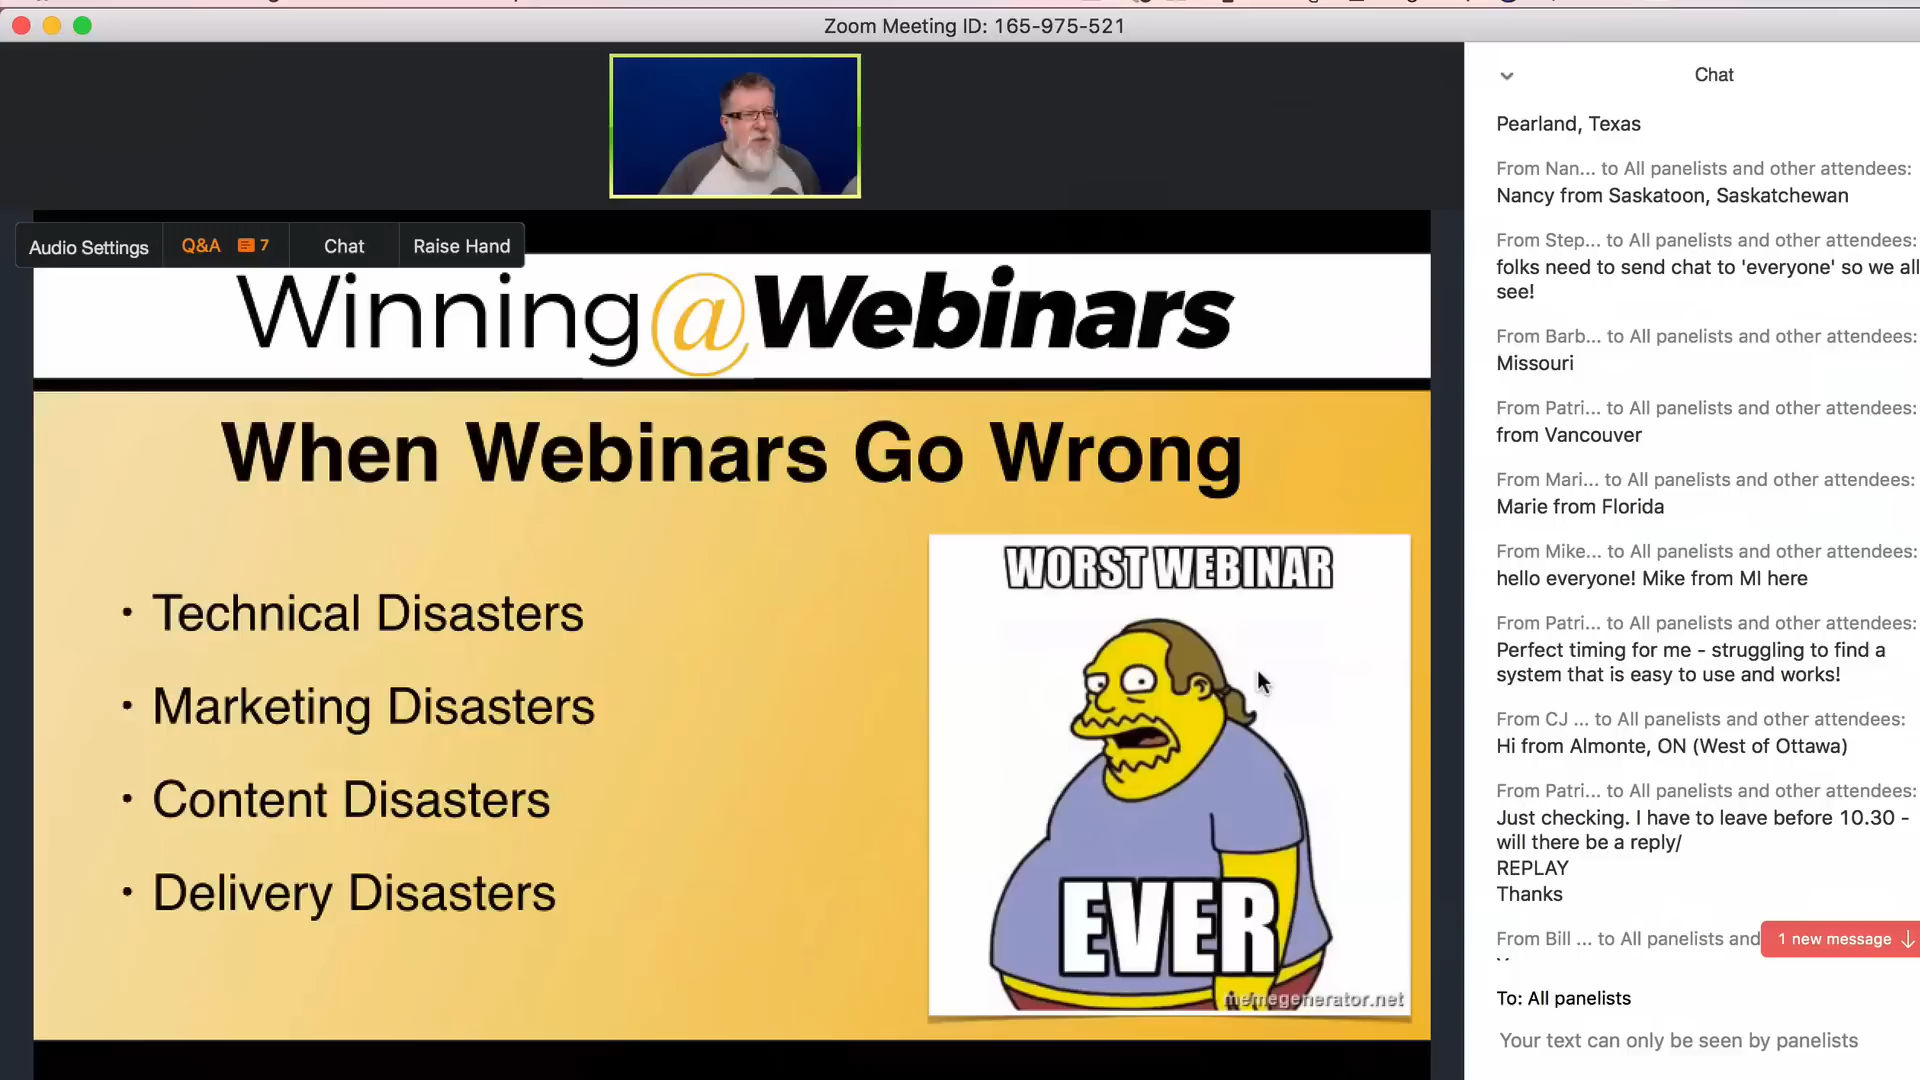 Zoom Meeting ID: 165-975-521
Audio Settings
Q&A 7
Chat
Raise Hand
Winning@Webinars
When Webinars Go Wrong
• Technical Disasters
• Marketing Disasters
• Content Disasters
• Delivery Disasters
WORST WEBINAR
EVER
memegenerator.net
Chat
Pearland, Texas
From Nan... to All panelists and other attendees:
Nancy from Saskatoon, Saskatchewan
From Step... to All panelists and other attendees:
folks need to send chat to 'everyone' so we all
see!
From Barb... to All panelists and other attendees:
Missouri
From Patri... to All panelists and other attendees:
from Vancouver
From Mari... to All panelists and other attendees:
Marie from Florida
From Mike... to All panelists and other attendees:
hello everyone! Mike from MI here
From Patri... to All panelists and other attendees:
Perfect timing for me - struggling to find a
system that is easy to use and works!
From CJ ... to All panelists and other attendees:
Hi from Almonte, ON (West of Ottawa)
From Patri... to All panelists and other attendees:
Just checking. I have to leave before 10.30 -
will there be a reply/
REPLAY
Thanks
From Bill ... to All panelists and
1 new message
To: All panelists
Your text can only be seen by panelists